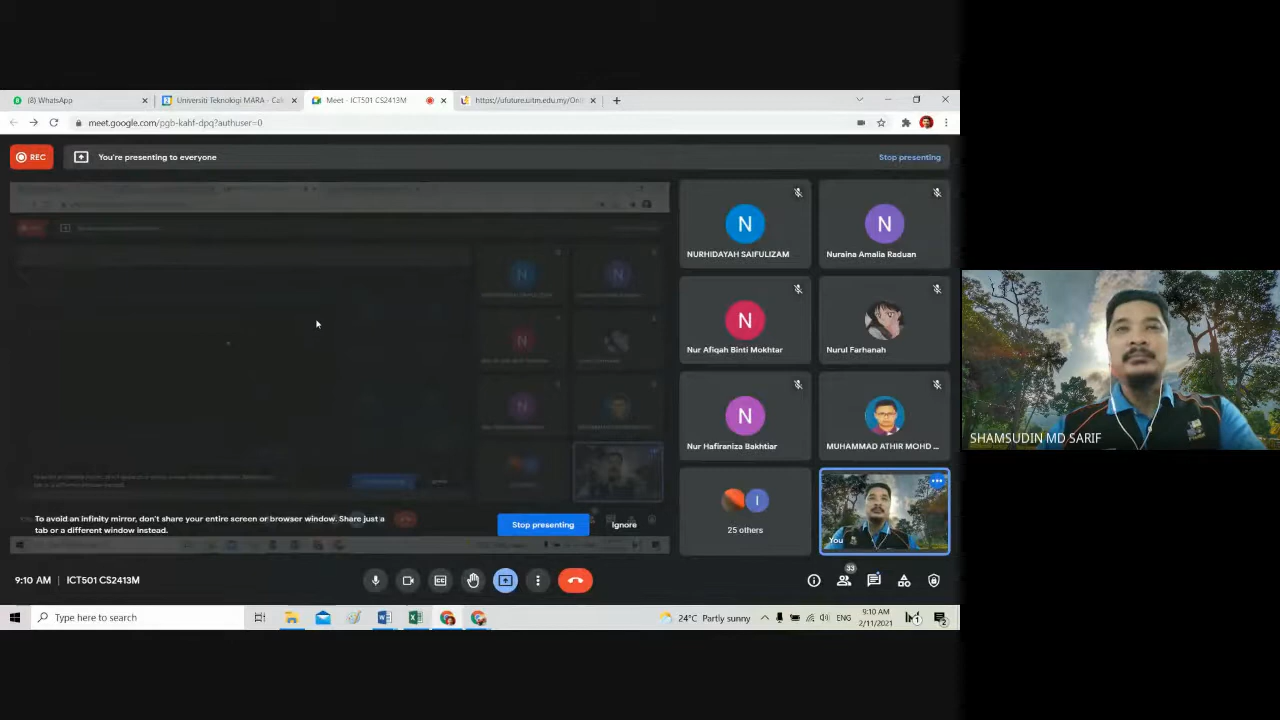 (8) WhatsApp
Universiti Teknologi MARA - Cale
Meet - ICT501 CS2413M
https://ufuture.uitm.edu.my/Onli
meet.google.com/pgb-kahf-dpq?authuser=0
REC
You're presenting to everyone
Stop presenting
N
NURHIDAYAH SAIFULIZAM
N
Nuraina Amalia Raduan
N
Nur Afiqah Binti Mokhtar
Nurul Farhanah
N
Nur Hafiraniza Bakhtiar
MUHAMMAD ATHIR MOHD ...
I
25 others
You
To avoid an infinity mirror, don't share your entire screen or browser window. Share just a
tab or a different window instead.
Stop presenting
Ignore
9:10 AM | ICT501 CS2413M
33
Type here to search
24°C Partly sunny
ENG
9:10 AM
2/11/2021
1
2
SHAMSUDIN MD SARIF